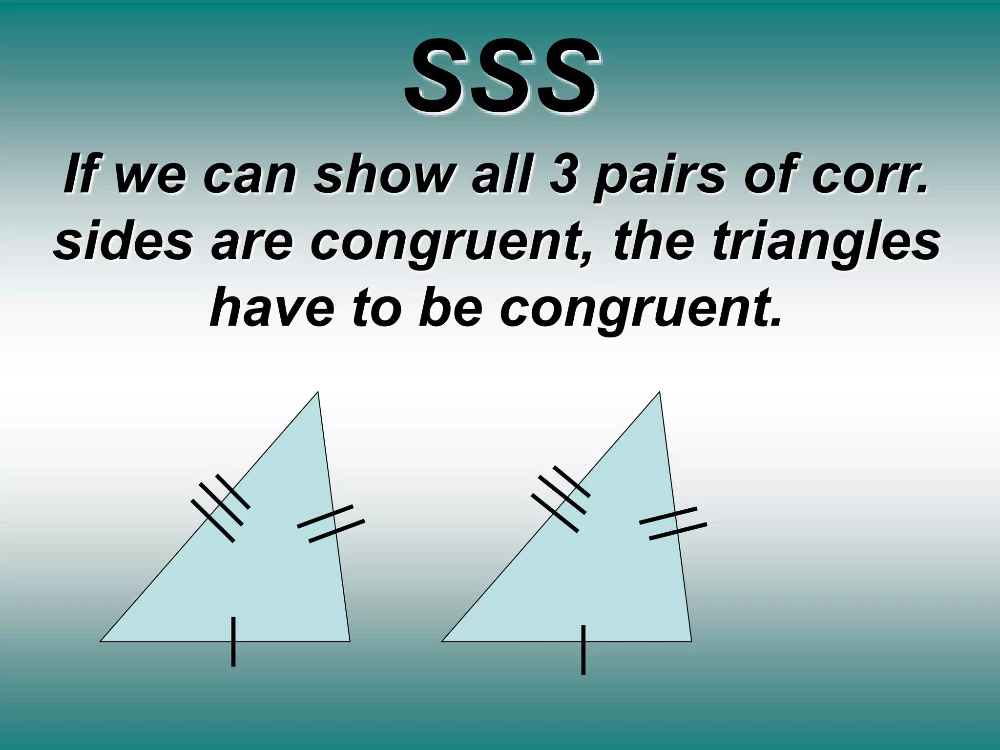 SSS
If we can show all 3 pairs of corr.
sides are congruent, the triangles
have to be congruent.